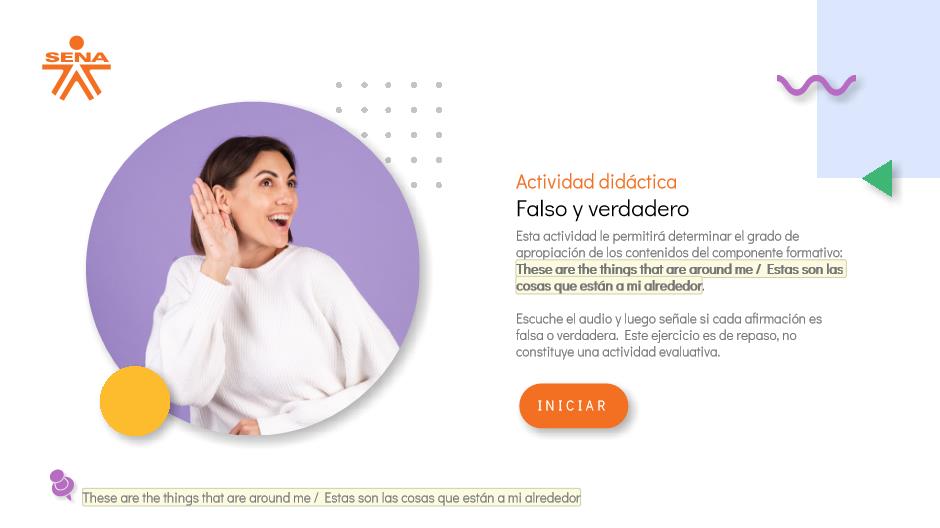 SENA
Actividad didáctica
Falso y verdadero
Esta actividad le permitirá determinar el grado de
apropiación de los contenidos del componente formativo:
These are the things that are around me / Estas son las
cosas que están a mi alrededor.
Escuche el audio y luego señale si cada afirmación es
falsa o verdadera. Este ejercicio es de repaso, no
constituye una actividad evaluativa.
INICIAR
These are the things that are around me / Estas son las cosas que están a mi alrededor